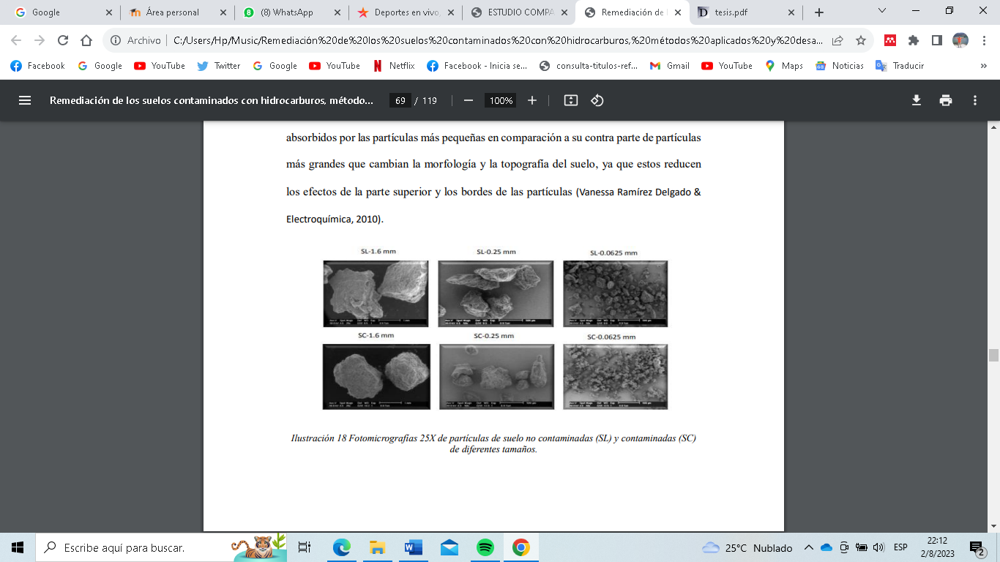 Google
Área personal
(8) WhatsApp
Deportes en vivo,
ESTUDIO COMPA
Remediación de l
tesis.pdf
Archivo
C:/Users/Hp/Music/Remediación%20de%20los%20suelos%20contaminados%20con%20hidrocarburos,%20métodos%20aplicados%20y%20desa...
Facebook
Google
YouTube
Twitter
Google
YouTube
Netflix
Facebook - Inicia se...
consulta-titulos-ref...
Gmail
YouTube
Maps
Noticias
Traducir
Remediación de los suelos contaminados con hidrocarburos, método...
69 / 119
100%
absorbidos por las partículas más pequeñas en comparación a su contra parte de partículas
más grandes que cambian la morfología y la topografía del suelo, ya que estos reducen
los efectos de la parte superior y los bordes de las partículas (Vanessa Ramírez Delgado &
Electroquímica, 2010).
SL-1.6 mm
SL-0.25 mm
SL-0.0625 mm
SC-1.6 mm
SC-0.25 mm
SC-0.0625 mm
Ilustración 18 Fotomicrografías 25X de partículas de suelo no contaminadas (SL) y contaminadas (SC)
de diferentes tamaños.
Escribe aquí para buscar.
25°C Nublado
ESP
22:12
2/8/2023
2